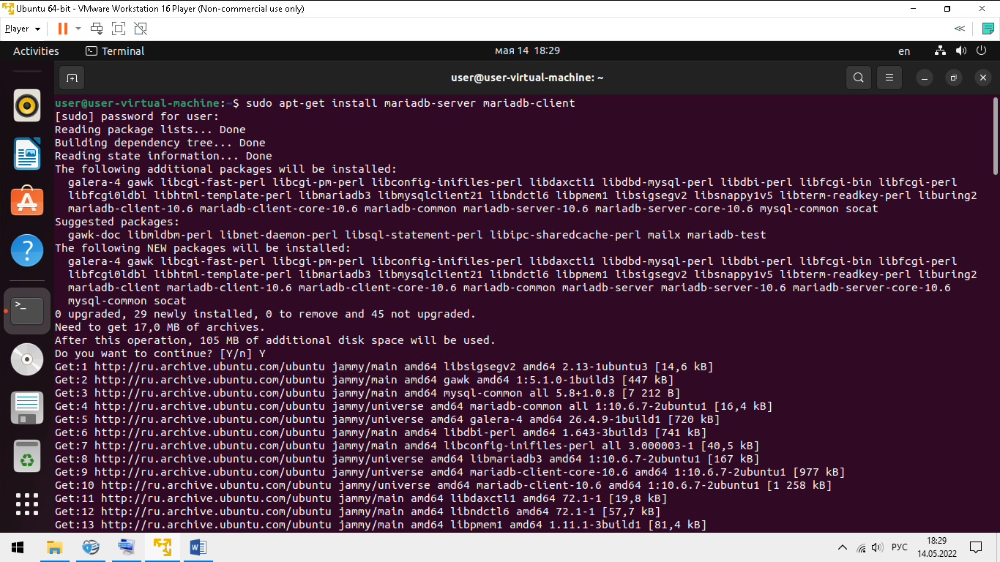 Ubuntu 64-bit - VMware Workstation 16 Player (Non-commercial use only)
Player
Activities Terminal мая 14 18:29 en
user@user-virtual-machine: ~
user@user-virtual-machine:~$ sudo apt-get install mariadb-server mariadb-client
[sudo] password for user:
Reading package lists... Done
Building dependency tree... Done
Reading state information... Done
The following additional packages will be installed:
galera-4 gawk libcgi-fast-perl libcgi-pm-perl libconfig-inifiles-perl libdaxctl1 libdbd-mysql-perl libdbi-perl libfcgi-bin libfcgi-perl
libfcgi0ldbl libhtml-template-perl libmariadb3 libmysqlclient21 libndctl6 libpmem1 libsigsegv2 libsnappy1v5 libterm-readkey-perl liburing2
mariadb-client-10.6 mariadb-client-core-10.6 mariadb-common mariadb-server-10.6 mariadb-server-core-10.6 mysql-common socat
Suggested packages:
gawk-doc libmldbm-perl libnet-daemon-perl libsql-statement-perl libipc-sharedcache-perl mailx mariadb-test
The following NEW packages will be installed:
galera-4 gawk libcgi-fast-perl libcgi-pm-perl libconfig-inifiles-perl libdaxctl1 libdbd-mysql-perl libdbi-perl libfcgi-bin libfcgi-perl
libfcgi0ldbl libhtml-template-perl libmariadb3 libmysqlclient21 libndctl6 libpmem1 libsigsegv2 libsnappy1v5 libterm-readkey-perl liburing2
mariadb-client mariadb-client-10.6 mariadb-client-core-10.6 mariadb-common mariadb-server mariadb-server-10.6 mariadb-server-core-10.6
mysql-common socat
0 upgraded, 29 newly installed, 0 to remove and 45 not upgraded.
Need to get 17,0 MB of archives.
After this operation, 105 MB of additional disk space will be used.
Do you want to continue? [Y/n] Y
Get:1 http://ru.archive.ubuntu.com/ubuntu jammy/main amd64 libsigsegv2 amd64 2.13-1ubuntu3 [14,6 kB]
Get:2 http://ru.archive.ubuntu.com/ubuntu jammy/main amd64 gawk amd64 1:5.1.0-1build3 [447 kB]
Get:3 http://ru.archive.ubuntu.com/ubuntu jammy/main amd64 mysql-common all 5.8+1.0.8 [7 212 B]
Get:4 http://ru.archive.ubuntu.com/ubuntu jammy/universe amd64 mariadb-common all 1:10.6.7-2ubuntu1 [16,4 kB]
Get:5 http://ru.archive.ubuntu.com/ubuntu jammy/universe amd64 galera-4 amd64 26.4.9-1build1 [720 kB]
Get:6 http://ru.archive.ubuntu.com/ubuntu jammy/main amd64 libdbi-perl amd64 1.643-3build3 [741 kB]
Get:7 http://ru.archive.ubuntu.com/ubuntu jammy/main amd64 libconfig-inifiles-perl all 3.000003-1 [40,5 kB]
Get:8 http://ru.archive.ubuntu.com/ubuntu jammy/universe amd64 libmariadb3 amd64 1:10.6.7-2ubuntu1 [167 kB]
Get:9 http://ru.archive.ubuntu.com/ubuntu jammy/universe amd64 mariadb-client-core-10.6 amd64 1:10.6.7-2ubuntu1 [977 kB]
Get:10 http://ru.archive.ubuntu.com/ubuntu jammy/universe amd64 mariadb-client-10.6 amd64 1:10.6.7-2ubuntu1 [1 258 kB]
Get:11 http://ru.archive.ubuntu.com/ubuntu jammy/main amd64 libdaxctl1 amd64 72.1-1 [19,8 kB]
Get:12 http://ru.archive.ubuntu.com/ubuntu jammy/main amd64 libndctl6 amd64 72.1-1 [57,7 kB]
Get:13 http://ru.archive.ubuntu.com/ubuntu jammy/main amd64 libpmem1 amd64 1.11.1-3build1 [81,4 kB]
РУС 18:29
14.05.2022